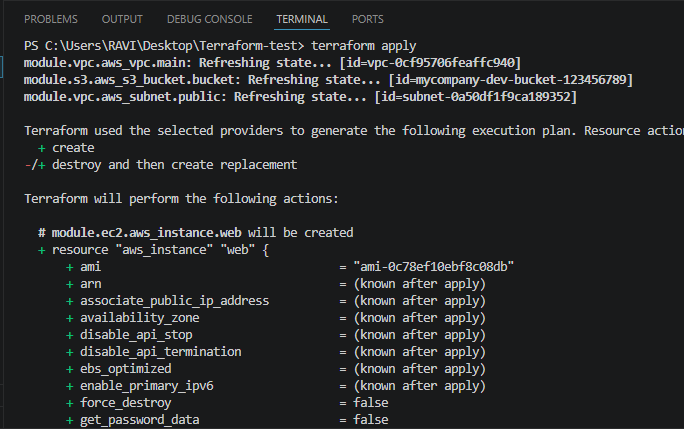 PROBLEMS OUTPUT DEBUG CONSOLE TERMINAL PORTS
PS C:\Users\RAVI\Desktop\Terraform-test> terraform apply
module.vpc.aws_vpc.main: Refreshing state... [id=vpc-0cf95706feaffc940]
module.s3.aws_s3_bucket.bucket: Refreshing state... [id=mycompany-dev-bucket-123456789]
module.vpc.aws_subnet.public: Refreshing state... [id=subnet-0a50df1f9ca189352]
Terraform used the selected providers to generate the following execution plan. Resource actio
+ create
-/+ destroy and then create replacement
Terraform will perform the following actions:
# module.ec2.aws_instance.web will be created
+ resource "aws_instance" "web" {
+ ami = "ami-0c78ef10ebf8c08db"
+ arn = (known after apply)
+ associate_public_ip_address = (known after apply)
+ availability_zone = (known after apply)
+ disable_api_stop = (known after apply)
+ disable_api_termination = (known after apply)
+ ebs_optimized = (known after apply)
+ enable_primary_ipv6 = (known after apply)
+ force_destroy = false
+ get_password_data = false